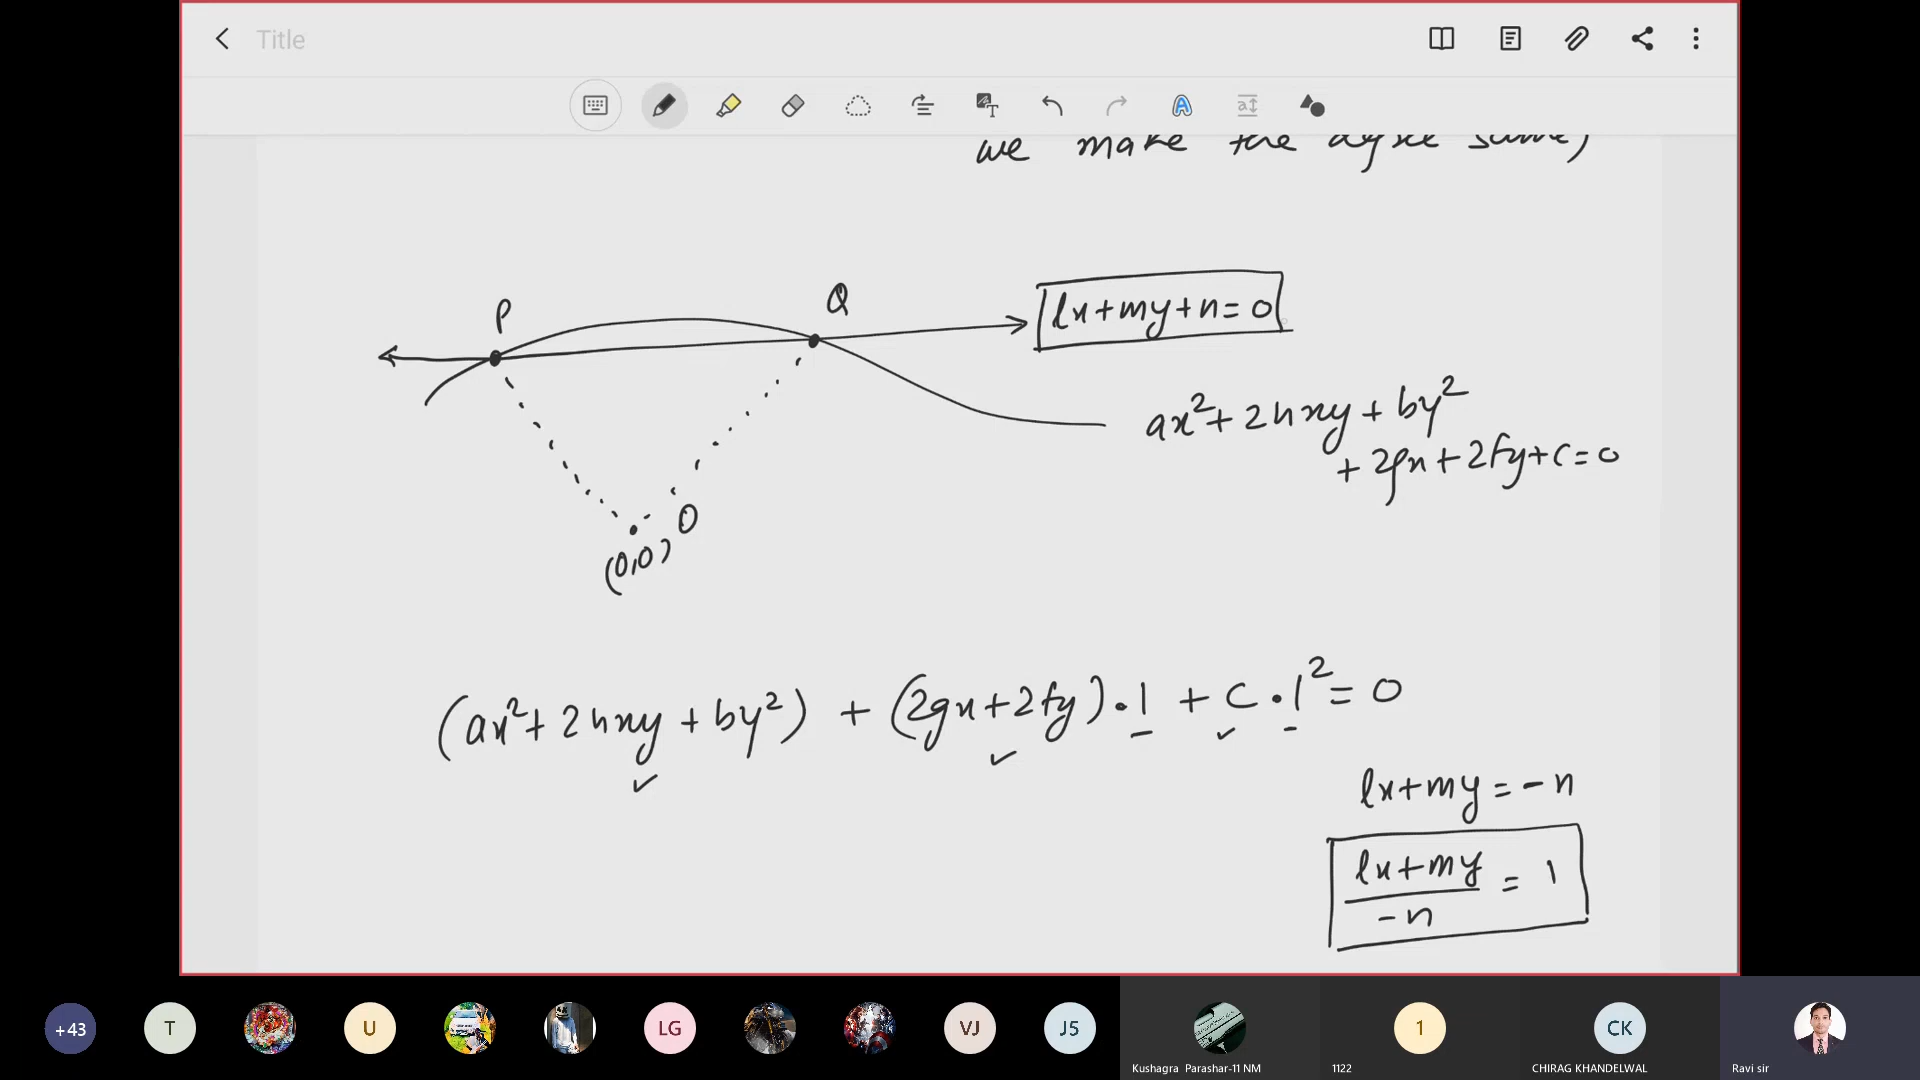 Title
we make the degree same)
P
Q
lx+my+n=0
ax²+2hxy+by²
+2gx+2fy+c=0
O
(0,0)
(ax²+2hxy+by²) + (2gx+2fy)·1 + c·1²=0
lx+my=-n
lx+my
-n
= 1
+43
T
U
LG
VJ
J5
1
CK
Kushagra Parashar-11 NM
1122
CHIRAG KHANDELWAL
Ravi sir